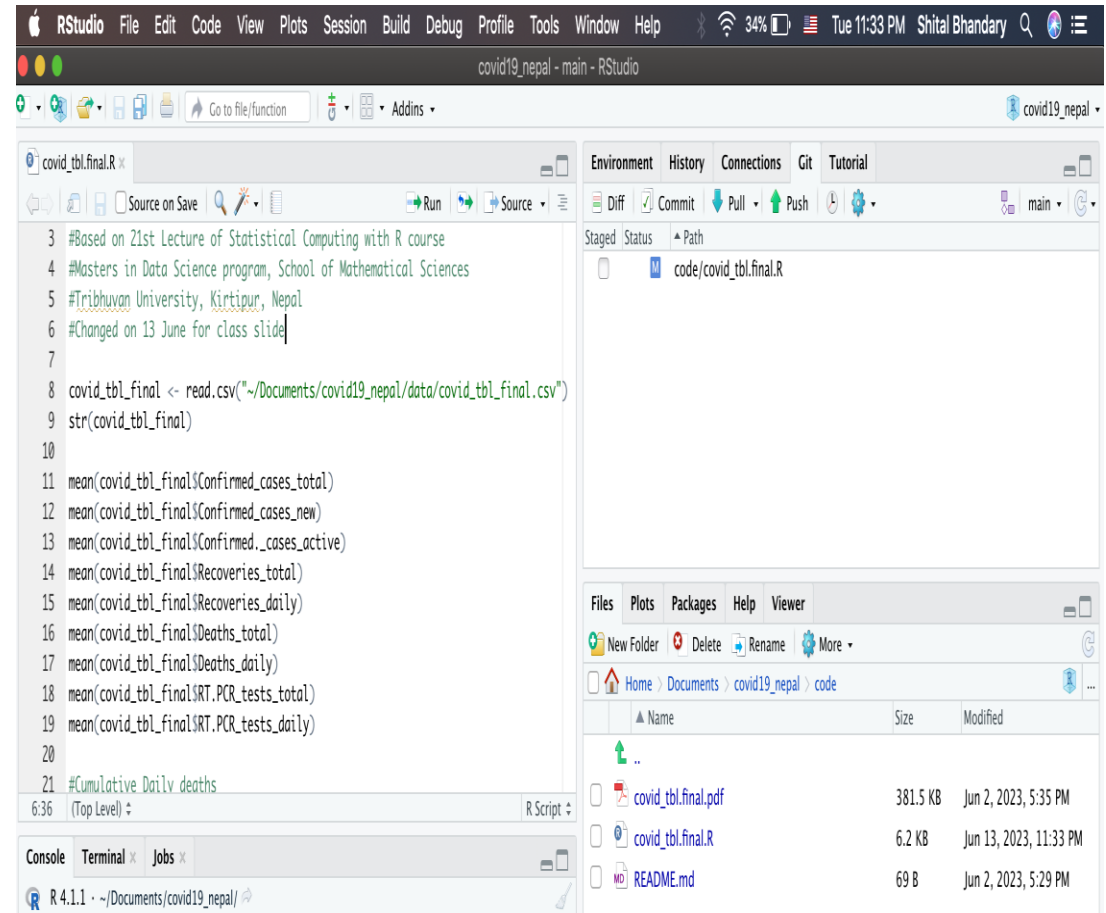 RStudio File Edit Code View Plots Session Build Debug Profile Tools Window Help 34% Tue 11:33 PM Shital Bhandary
covid19_nepal - main - RStudio
Go to file/function Addins covid19_nepal
covid_tbl.final.R
Source on Save Run Source
3 #Based on 21st Lecture of Statistical Computing with R course
4 #Masters in Data Science program, School of Mathematical Sciences
5 #Tribhuvan University, Kirtipur, Nepal
6 #Changed on 13 June for class slide
7
8 covid_tbl_final <- read.csv("~/Documents/covid19_nepal/data/covid_tbl_final.csv")
9 str(covid_tbl_final)
10
11 mean(covid_tbl_final$Confirmed_cases_total)
12 mean(covid_tbl_final$Confirmed_cases_new)
13 mean(covid_tbl_final$Confirmed._cases_active)
14 mean(covid_tbl_final$Recoveries_total)
15 mean(covid_tbl_final$Recoveries_daily)
16 mean(covid_tbl_final$Deaths_total)
17 mean(covid_tbl_final$Deaths_daily)
18 mean(covid_tbl_final$RT.PCR_tests_total)
19 mean(covid_tbl_final$RT.PCR_tests_daily)
20
21 #Cumulative Daily deaths
6:36 (Top Level) R Script
Console Terminal Jobs
R 4.1.1 · ~/Documents/covid19_nepal/
Environment History Connections Git Tutorial
Diff Commit Pull Push main
Staged Status Path
M code/covid_tbl.final.R
Files Plots Packages Help Viewer
New Folder Delete Rename More
Home Documents covid19_nepal code ...
Name Size Modified
..
covid_tbl.final.pdf 381.5 KB Jun 2, 2023, 5:35 PM
covid_tbl.final.R 6.2 KB Jun 13, 2023, 11:33 PM
MD README.md 69 B Jun 2, 2023, 5:29 PM